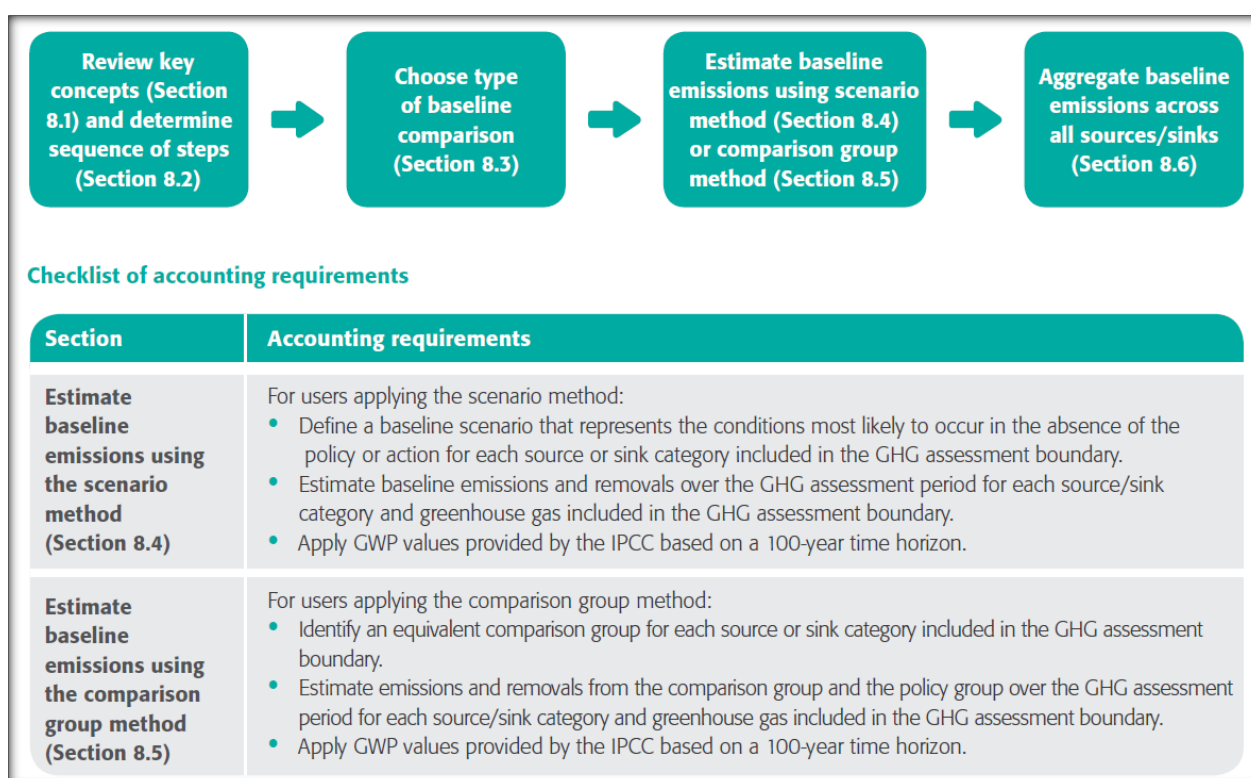 Review key
concepts (Section
8.1) and determine
sequence of steps
(Section 8.2)
Choose type
of baseline
comparison
(Section 8.3)
Estimate baseline
emissions using scenario
method (Section 8.4)
or comparison group
method (Section 8.5)
Aggregate baseline
emissions across
all sources/sinks
(Section 8.6)
Checklist of accounting requirements
Section
Accounting requirements
Estimate
baseline
emissions using
the scenario
method
(Section 8.4)
For users applying the scenario method:
• Define a baseline scenario that represents the conditions most likely to occur in the absence of the
policy or action for each source or sink category included in the GHG assessment boundary.
• Estimate baseline emissions and removals over the GHG assessment period for each source/sink
category and greenhouse gas included in the GHG assessment boundary.
• Apply GWP values provided by the IPCC based on a 100-year time horizon.
Estimate
baseline
emissions using
the comparison
group method
(Section 8.5)
For users applying the comparison group method:
• Identify an equivalent comparison group for each source or sink category included in the GHG assessment
boundary.
• Estimate emissions and removals from the comparison group and the policy group over the GHG assessment
period for each source/sink category and greenhouse gas included in the GHG assessment boundary.
• Apply GWP values provided by the IPCC based on a 100-year time horizon.